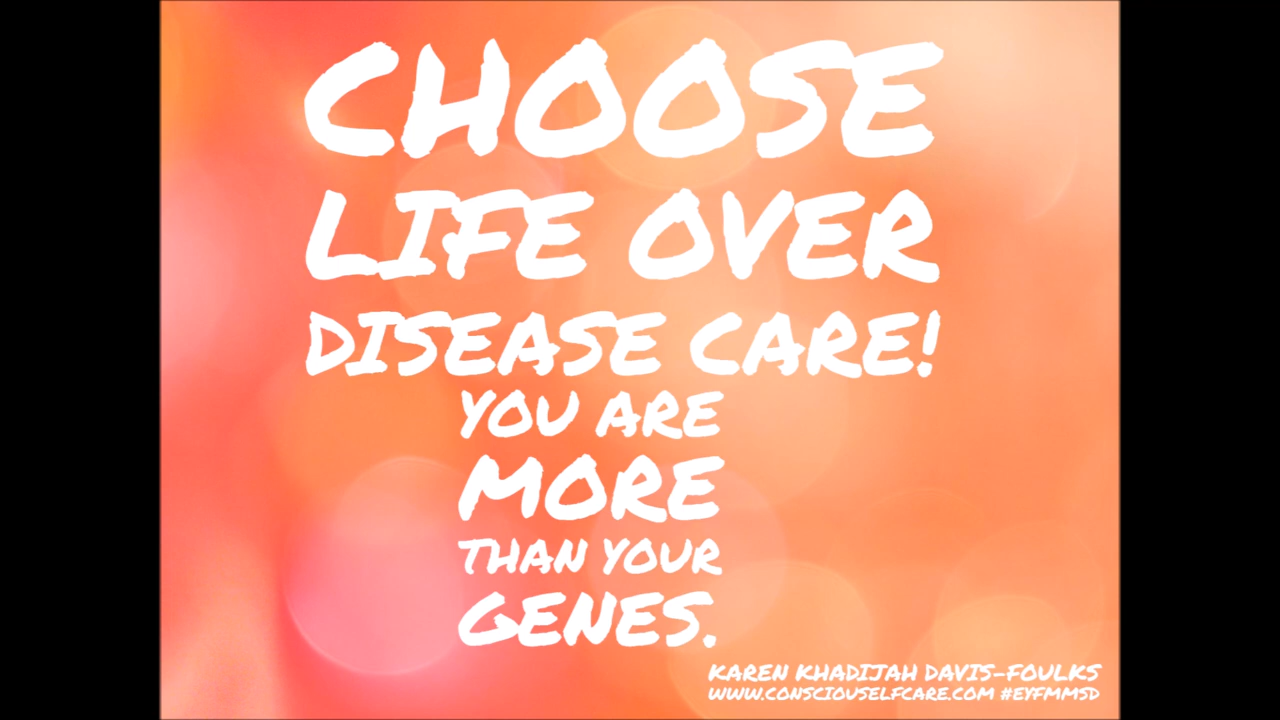 CHOOSE
LIFE OVER
DISEASE CARE!
YOU ARE
MORE
THAN YOUR
GENES.
KAREN KHADIJAH DAVIS-FOULKS
WWW.CONSCIOUSELFCARE.COM #EYFMMSD